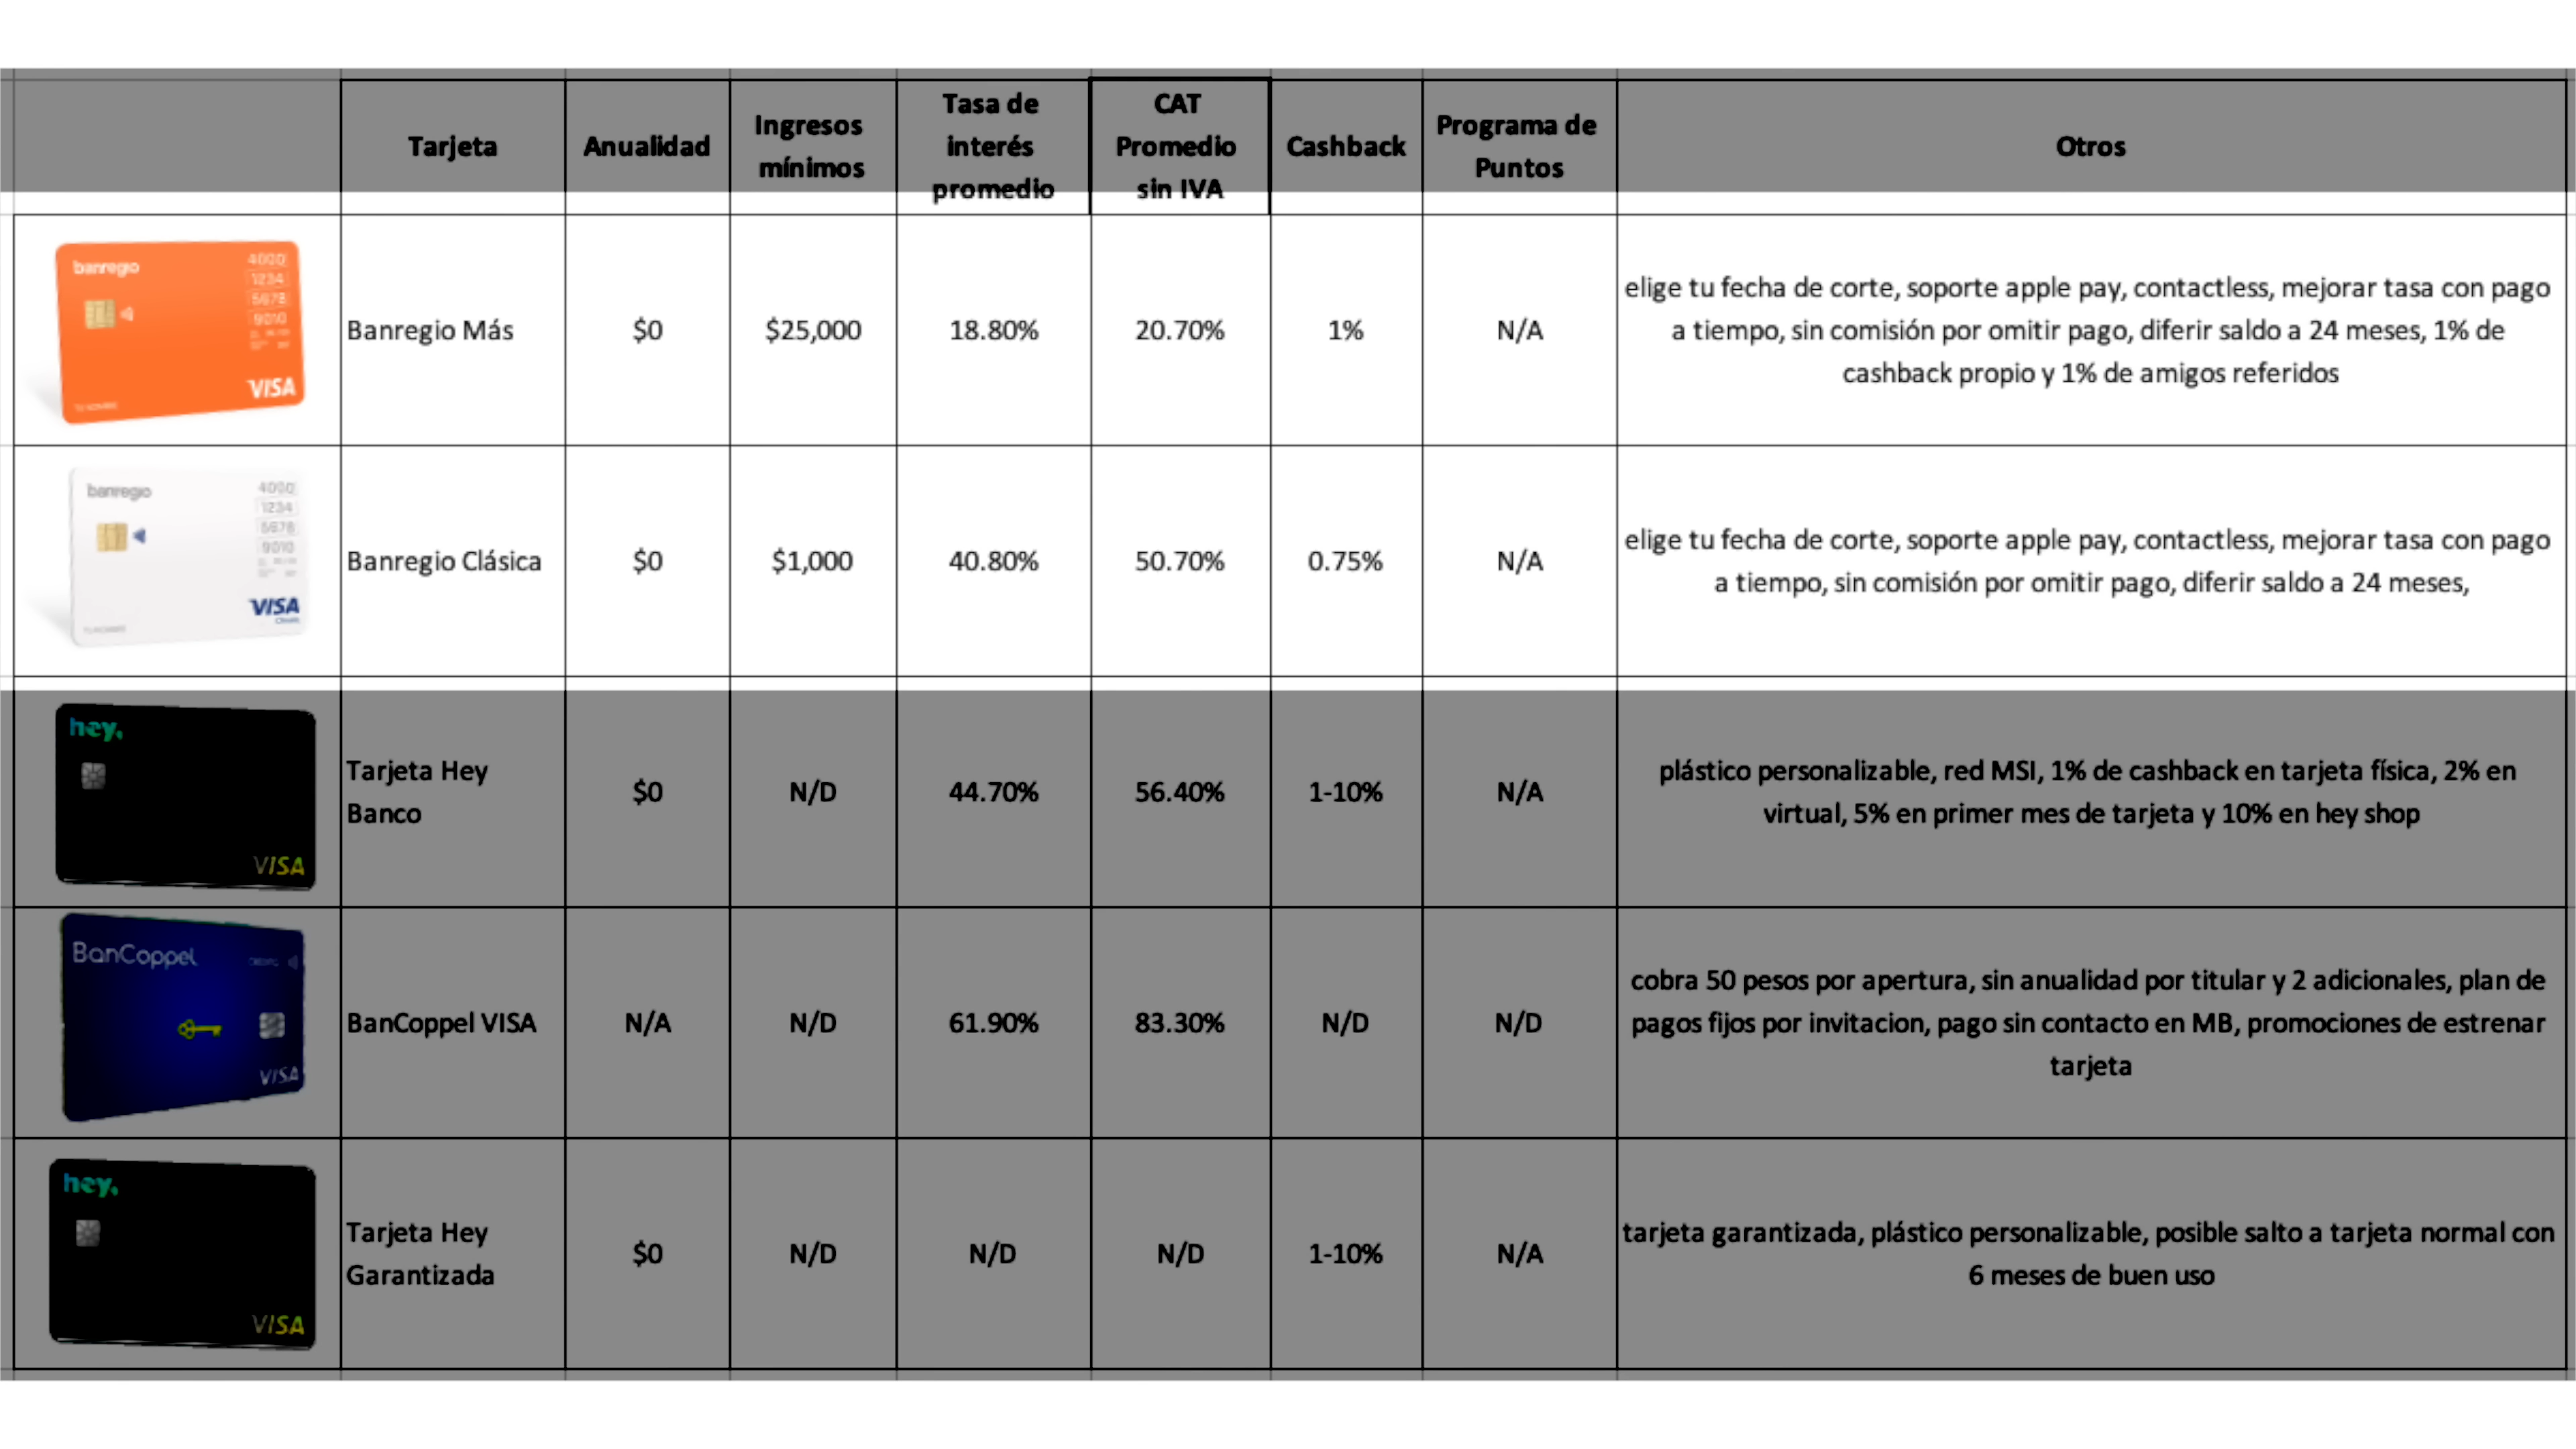 Tarjeta
Anualidad
Ingresos
mínimos
Tasa de
interés
promedio
CAT
Promedio
sin IVA
Cashback
Programa de
Puntos
Otros
banregio
4000
1234
5678
9010
VISA
Banregio Más
$0
$25,000
18.80%
20.70%
1%
N/A
elige tu fecha de corte, soporte apple pay, contactless, mejorar tasa con pago
a tiempo, sin comisión por omitir pago, diferir saldo a 24 meses, 1% de
cashback propio y 1% de amigos referidos
banregio
4000
1234
5678
9010
VISA
Banregio Clásica
$0
$1,000
40.80%
50.70%
0.75%
N/A
elige tu fecha de corte, soporte apple pay, contactless, mejorar tasa con pago
a tiempo, sin comisión por omitir pago, diferir saldo a 24 meses,
hey,
VISA
Tarjeta Hey
Banco
$0
N/D
44.70%
56.40%
1-10%
N/A
plástico personalizable, red MSI, 1% de cashback en tarjeta física, 2% en
virtual, 5% en primer mes de tarjeta y 10% en hey shop
BanCoppel
VISA
BanCoppel VISA
N/A
N/D
61.90%
83.30%
N/D
N/D
cobra 50 pesos por apertura, sin anualidad por titular y 2 adicionales, plan de
pagos fijos por invitacion, pago sin contacto en MB, promociones de estrenar
tarjeta
hey,
VISA
Tarjeta Hey
Garantizada
$0
N/D
N/D
N/D
1-10%
N/A
tarjeta garantizada, plástico personalizable, posible salto a tarjeta normal con
6 meses de buen uso